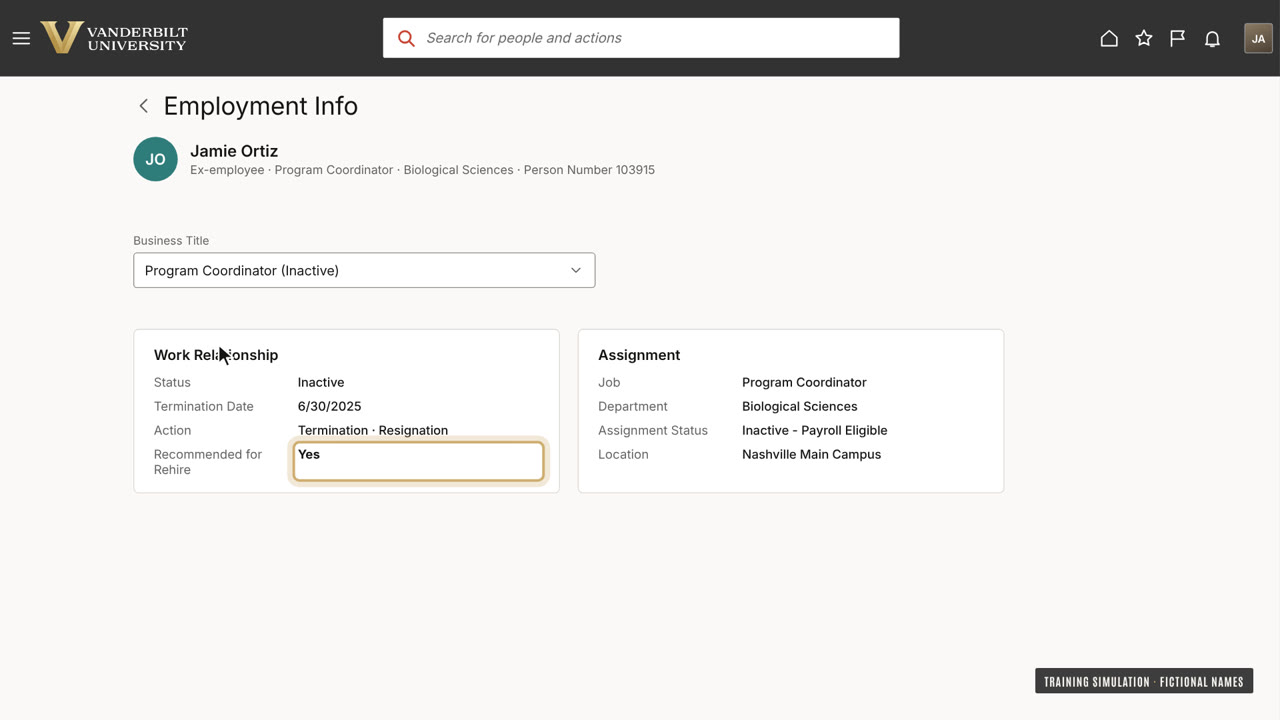 VANDERBILT
UNIVERSITY
Search for people and actions
JA
Employment Info
JO
Jamie Ortiz
Ex-employee · Program Coordinator · Biological Sciences · Person Number 103915
Business Title
Program Coordinator (Inactive)
Work Relationship
Status Inactive
Termination Date 6/30/2025
Action Termination · Resignation
Recommended for Rehire Yes
Assignment
Job Program Coordinator
Department Biological Sciences
Assignment Status Inactive - Payroll Eligible
Location Nashville Main Campus
TRAINING SIMULATION · FICTIONAL NAMES